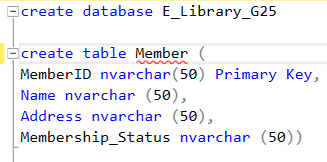 create database E_Library_G25
create table Member (
MemberID nvarchar(50) Primary Key,
Name nvarchar (50),
Address nvarchar (50),
Membership_Status nvarchar (50))